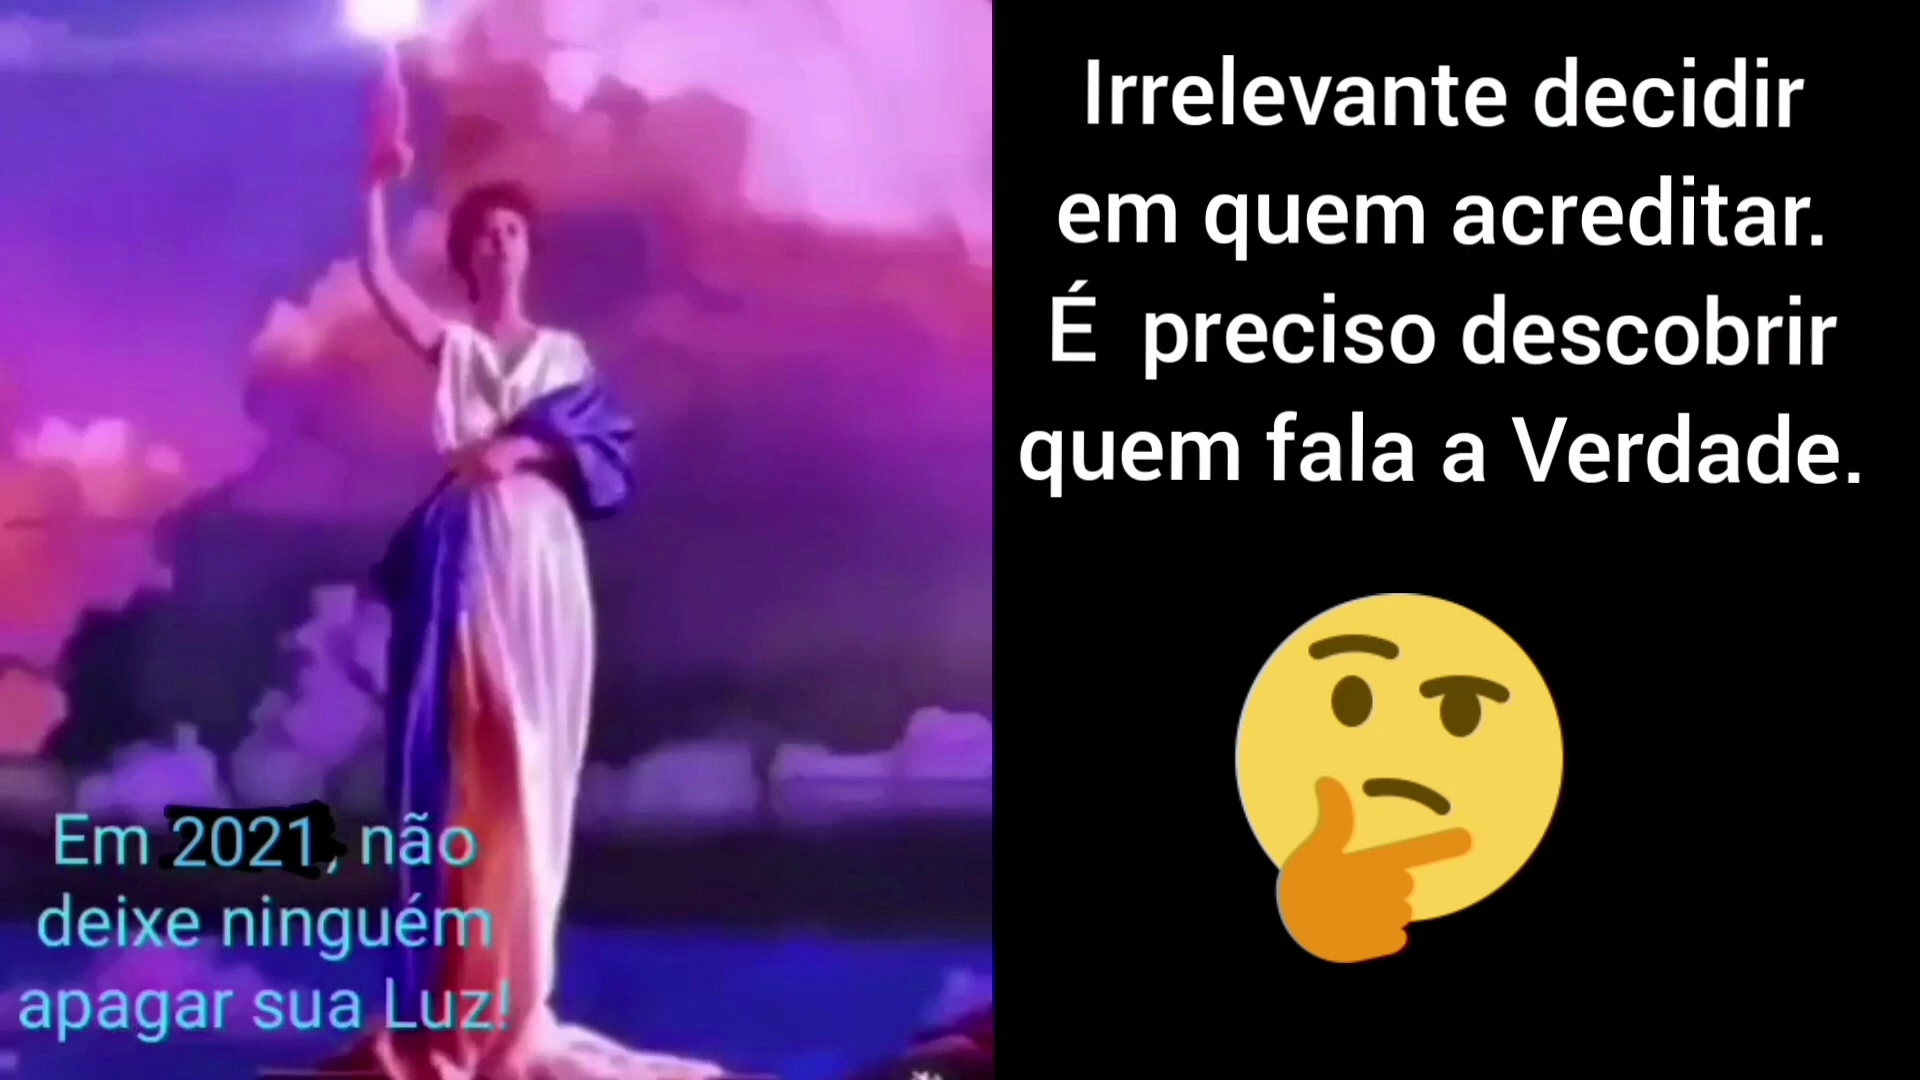 Em 2021, não
deixe ninguém
apagar sua Luz!
Irrelevante decidir
em quem acreditar.
É preciso descobrir
quem fala a Verdade.